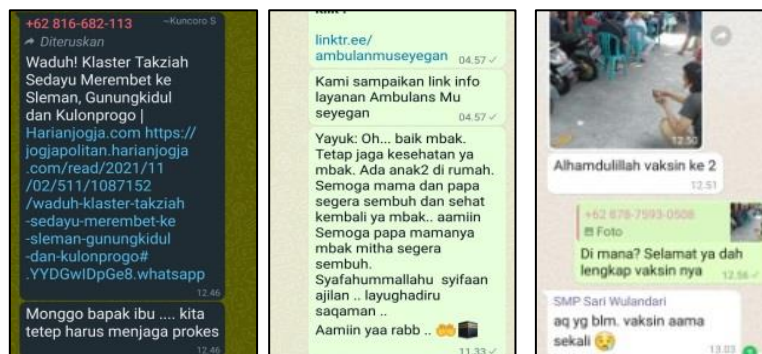 +62 816-682-113 ~Kuncoro S
Diteruskan
Waduh! Klaster Takziah
Sedayu Merembet ke
Sleman, Gunungkidul
dan Kulonprogo |
Harianjogja.com https://
jogjapolitan.harianjogja
.com/read/2021/11
/02/511/1087152
/waduh-klaster-takziah
-sedayu-merembet-ke
-sleman-gunungkidul
-dan-kulonprogo#
.YYDGwIDpGe8.whatsapp
12.46
Monggo bapak ibu .... kita
tetep harus menjaga prokes
12.46
linktr.ee/
ambulanmuseyegan 04.57
Kami sampaikan link info
layanan Ambulans Mu
seyegan 04.57
Yayuk: Oh... baik mbak.
Tetap jaga kesehatan ya
mbak. Ada anak2 di rumah.
Semoga mama dan papa
segera sembuh dan sehat
kembali ya mbak.. aamiin
Semoga papa mamanya
mbak mitha segera
sembuh.
Syafahummallahu syifaan
ajilan .. layughadiru
saqaman ..
Aamiin yaa rabb .. 🤲🕋
11.33
12.50
Alhamdulillah vaksin ke 2
12.51
+62 878-7593-0508
Foto
Di mana? Selamat ya dah
lengkap vaksin nya 12.56
SMP Sari Wulandari
aq yg blm. vaksin aama
sekali 😢 13.03